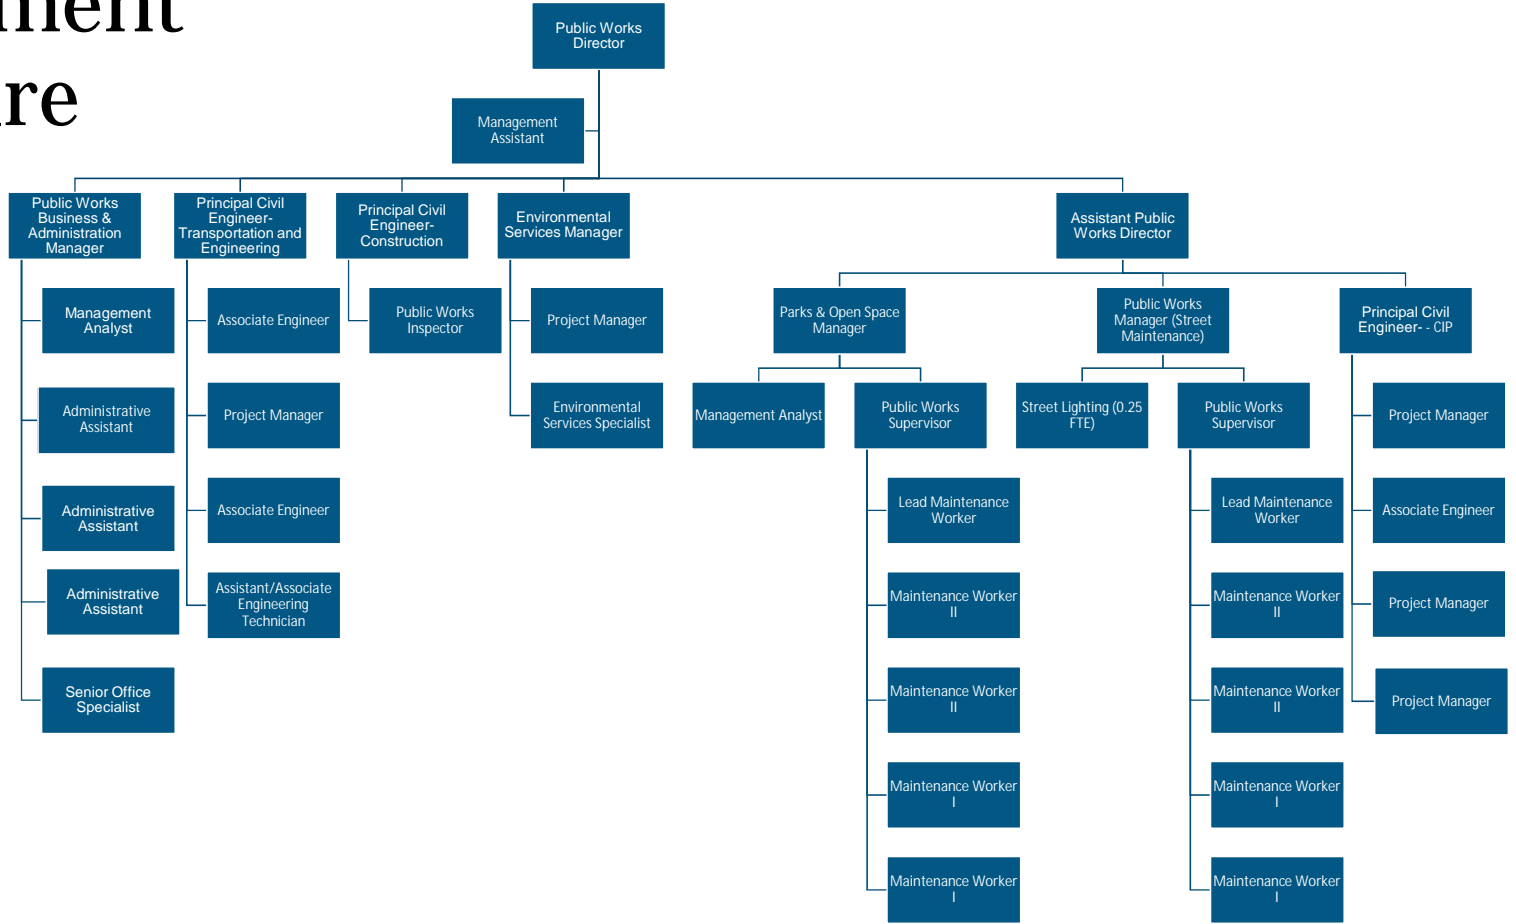 ment
re
Public Works
Director
Management
Assistant
Public Works
Business &
Administration
Manager
Principal Civil
Engineer-
Transportation and
Engineering
Principal Civil
Engineer-
Construction
Environmental
Services Manager
Assistant Public
Works Director
Management
Analyst
Administrative
Assistant
Administrative
Assistant
Administrative
Assistant
Senior Office
Specialist
Associate Engineer
Project Manager
Associate Engineer
Assistant/Associate
Engineering
Technician
Public Works
Inspector
Project Manager
Environmental
Services Specialist
Parks & Open Space
Manager
Public Works
Manager (Street
Maintenance)
Principal Civil
Engineer- - CIP
Management Analyst
Public Works
Supervisor
Lead Maintenance
Worker
Maintenance Worker
II
Maintenance Worker
II
Maintenance Worker
I
Maintenance Worker
I
Street Lighting (0.25
FTE)
Public Works
Supervisor
Lead Maintenance
Worker
Maintenance Worker
II
Maintenance Worker
II
Maintenance Worker
I
Maintenance Worker
I
Project Manager
Associate Engineer
Project Manager
Project Manager